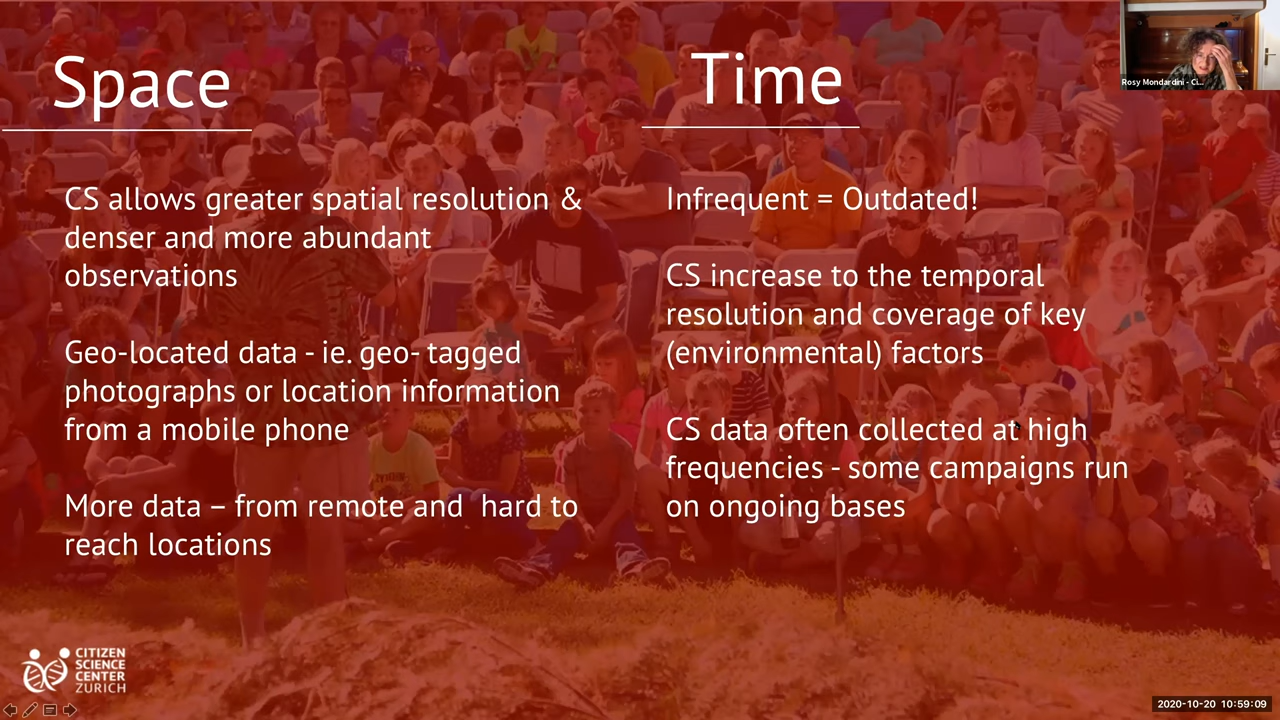 Space
CS allows greater spatial resolution &
denser and more abundant
observations
Geo-located data - ie. geo- tagged
photographs or location information
from a mobile phone
More data – from remote and  hard to
reach locations
Time
Infrequent = Outdated!
CS increase to the temporal
resolution and coverage of key
(environmental) factors
CS data often collected at high
frequencies - some campaigns run
on ongoing bases
Rosy Mondardini - Ci...
CITIZEN
SCIENCE
CENTER
ZURICH
2020-10-20 10:59:09